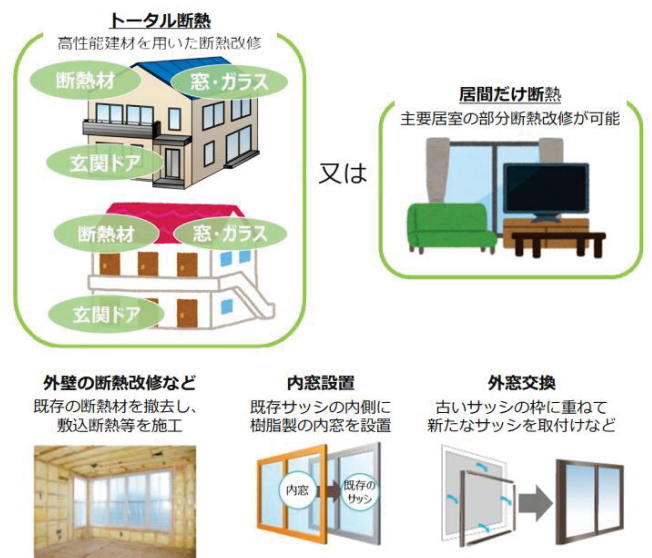 トータル断熱
高性能建材を用いた断熱改修
断熱材
窓・ガラス
玄関ドア
断熱材
窓・ガラス
玄関ドア
又は
居間だけ断熱
主要居室の部分断熱改修が可能
外壁の断熱改修など
既存の断熱材を撤去し、
敷込断熱等を施工
内窓設置
既存サッシの内側に
樹脂製の内窓を設置
内窓
既存の
サッシ
外窓交換
古いサッシの枠に重ねて
新たなサッシを取付けなど